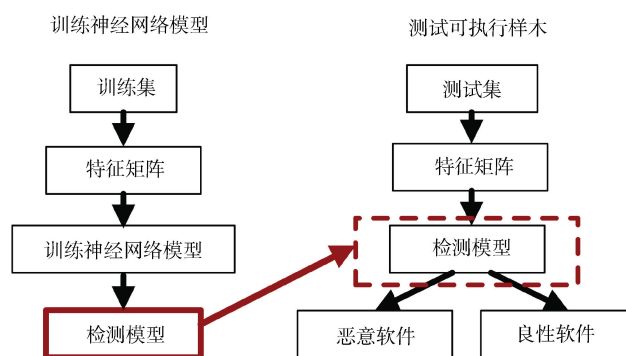 训练神经网络模型
训练集
特征矩阵
训练神经网络模型
检测模型
测试可执行样木
测试集
特征矩阵
检测模型
恶意软件
良性软件